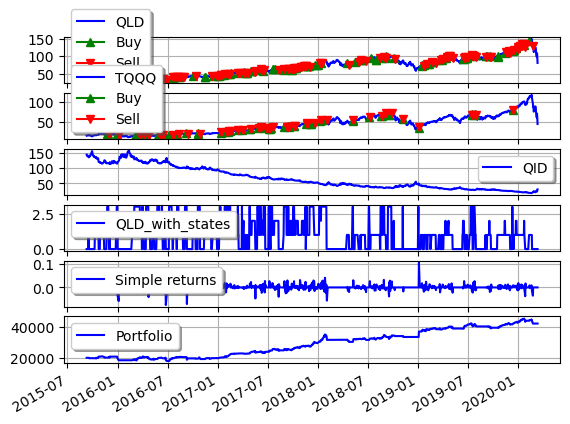 QLD
Buy
Sell
150
100
50
TQQQ
Buy
Sell
100
50
QID
150
100
50
QLD_with_states
2.5
0.0
Simple returns
0.1
0.0
Portfolio
40000
20000
2015-07
2016-01
2016-07
2017-01
2017-07
2018-01
2018-07
2019-01
2019-07
2020-01